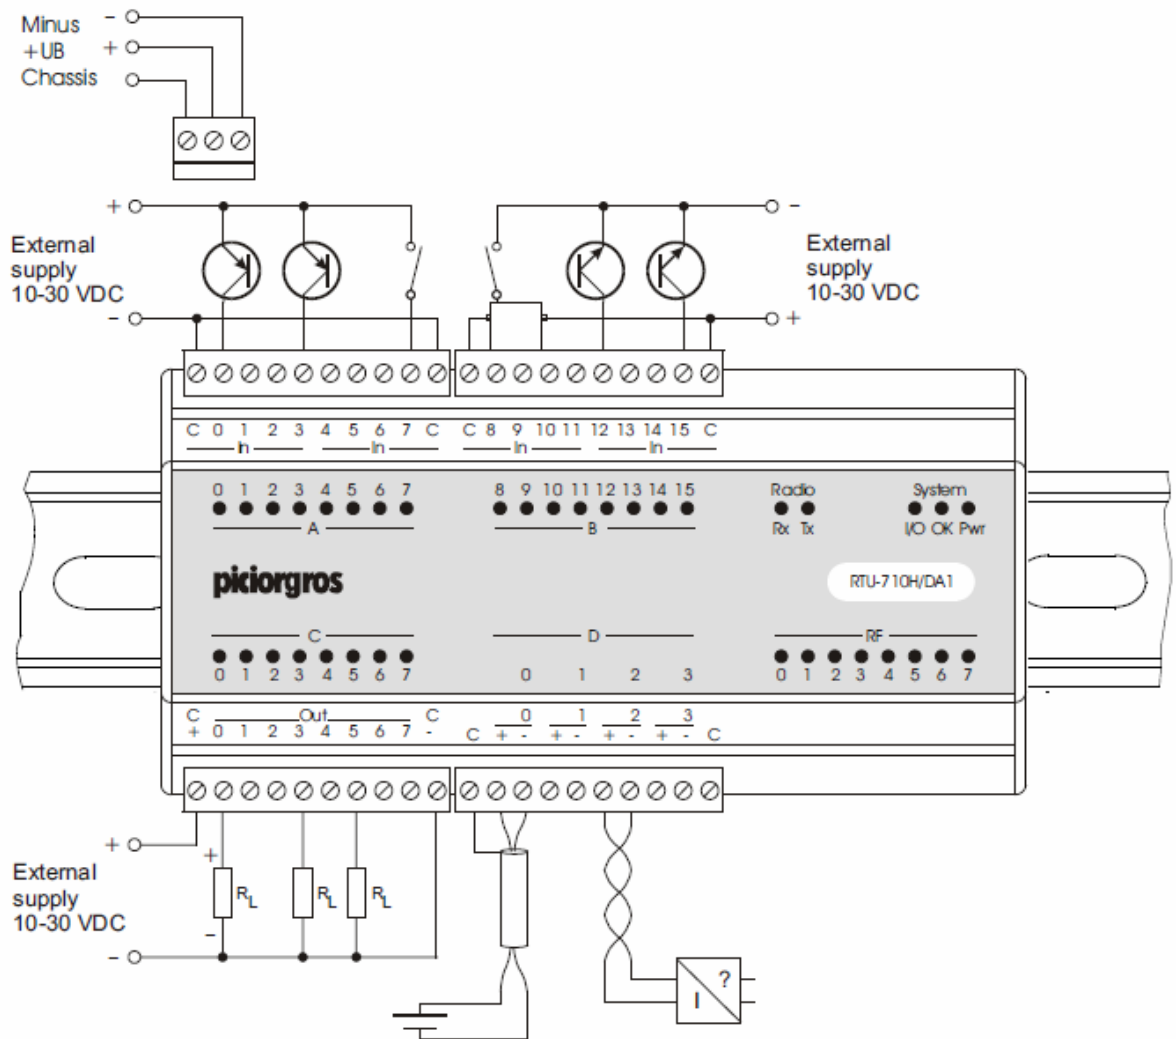 Minus -
+UB +
Chassis
+
-
External
supply
10-30 VDC
-
+
External
supply
10-30 VDC
C 0 1 2 3 4 5 6 7 C
In In
C 8 9 10 11 12 13 14 15 C
In In
0 1 2 3 4 5 6 7
A
8 9 10 11 12 13 14 15
B
Radio
Rx Tx
System
I/O OK Pwr
piciorgros
RTU-710H/DA1
C
0 1 2 3 4 5 6 7
D
0 1 2 3
RF
0 1 2 3 4 5 6 7
C Out C
+ 0 1 2 3 4 5 6 7 -
0 1 2 3
C + - + - + - + - C
+
External
supply
10-30 VDC
-
+
-
RL RL RL
?
I